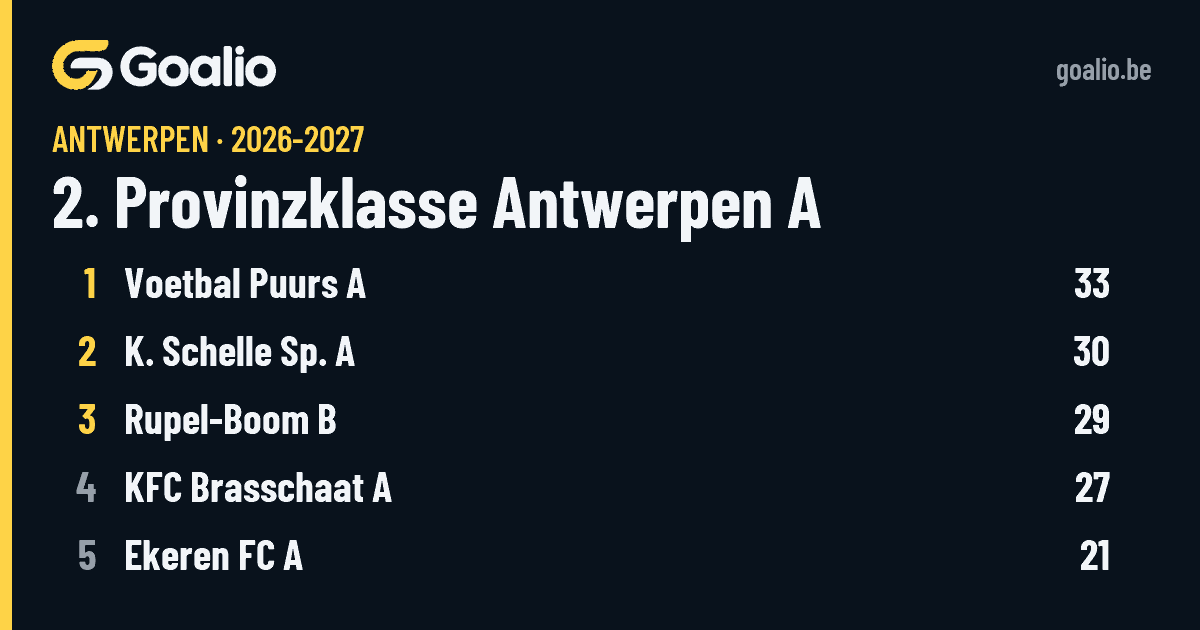 Goalio
goalio.be
ANTWERPEN · 2026-2027
2. Provinzklasse Antwerpen A
1 Voetbal Puurs A 33
2 K. Schelle Sp. A 30
3 Rupel-Boom B 29
4 KFC Brasschaat A 27
5 Ekeren FC A 21